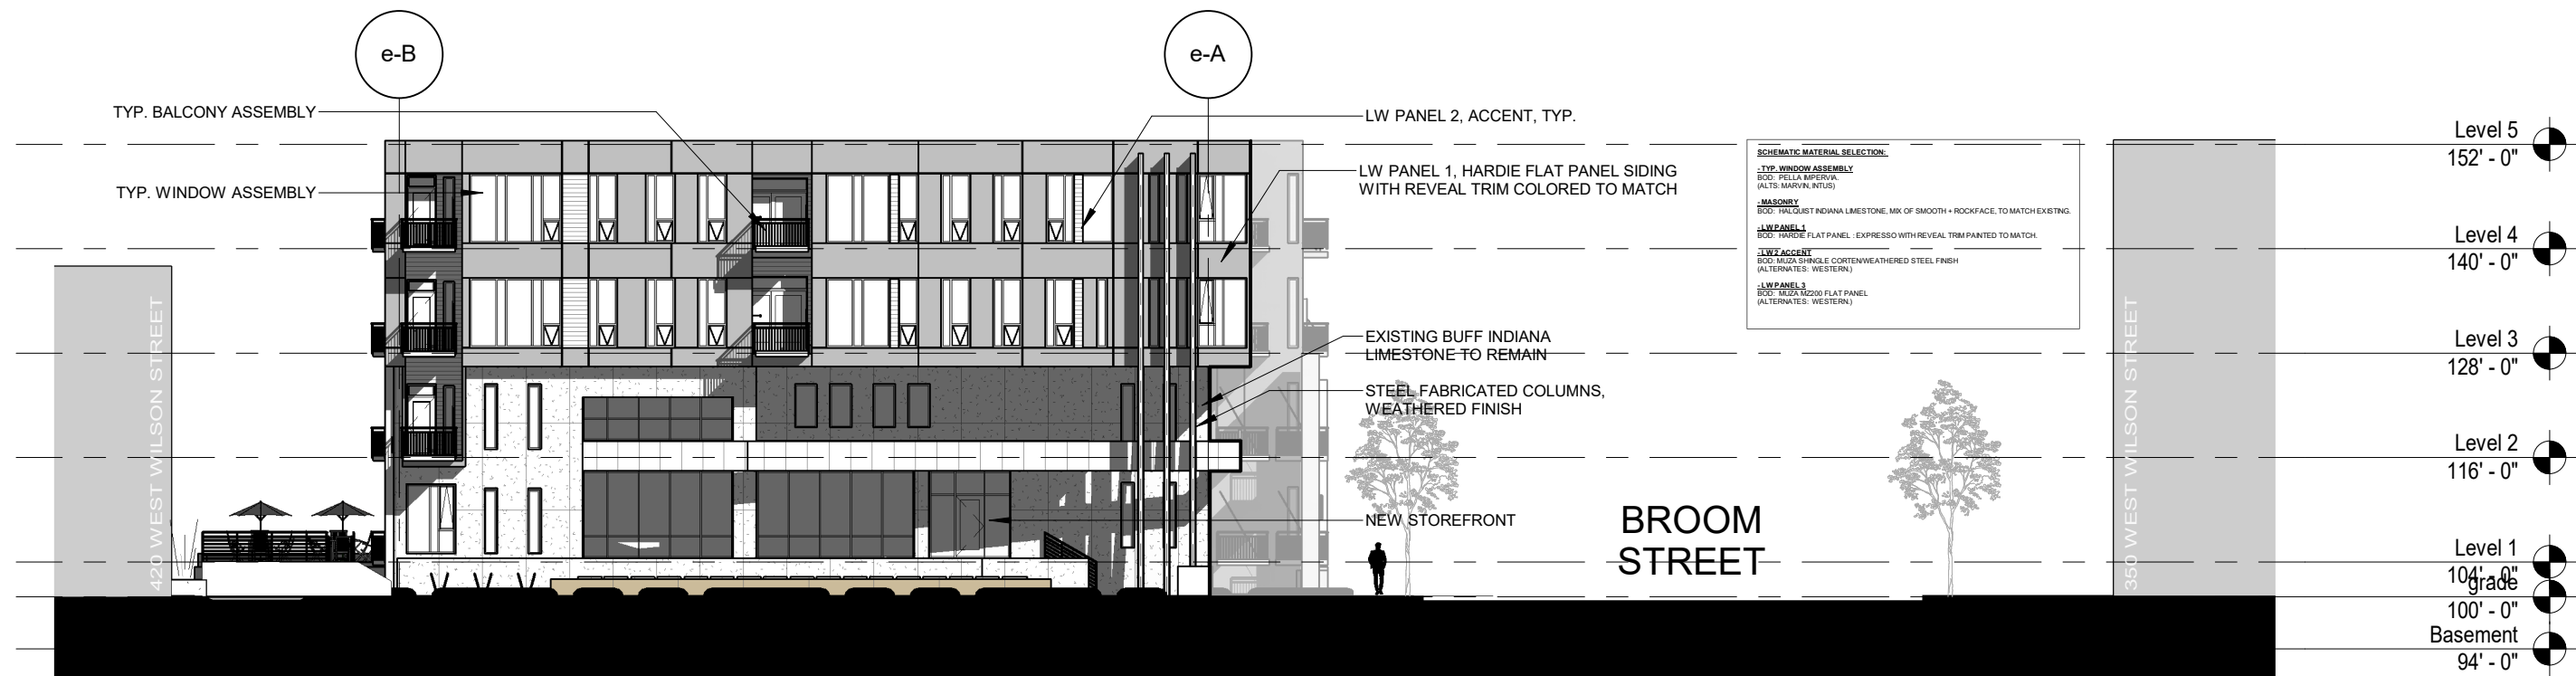 e-B
e-A
TYP. BALCONY ASSEMBLY
TYP. WINDOW ASSEMBLY
LW PANEL 2, ACCENT, TYP.
LW PANEL 1, HARDIE FLAT PANEL SIDING
WITH REVEAL TRIM COLORED TO MATCH
EXISTING BUFF INDIANA
LIMESTONE TO REMAIN
STEEL FABRICATED COLUMNS,
WEATHERED FINISH
NEW STOREFRONT
SCHEMATIC MATERIAL SELECTION:
- TYP. WINDOW ASSEMBLY
BOD: PELLA IMPERVIA.
(ALTS: MARVIN, INTUS)
- MASONRY
BOD: HALQUIST INDIANA LIMESTONE, MIX OF SMOOTH + ROCKFACE, TO MATCH EXISTING.
- LW PANEL 1
BOD: HARDIE FLAT PANEL : EXPRESSO WITH REVEAL TRIM PAINTED TO MATCH.
- LW 2 ACCENT
BOD: MUZA SHINGLE CORTEN/WEATHERED STEEL FINISH
(ALTERNATES: WESTERN.)
- LW PANEL 3
BOD: MUZA MZ200 FLAT PANEL
(ALTERNATES: WESTERN.)
420 WEST WILSON STREET
BROOM
STREET
350 WEST WILSON STREET
Level 5
152' - 0"
Level 4
140' - 0"
Level 3
128' - 0"
Level 2
116' - 0"
Level 1
104' - 0"
grade
100' - 0"
Basement
94' - 0"